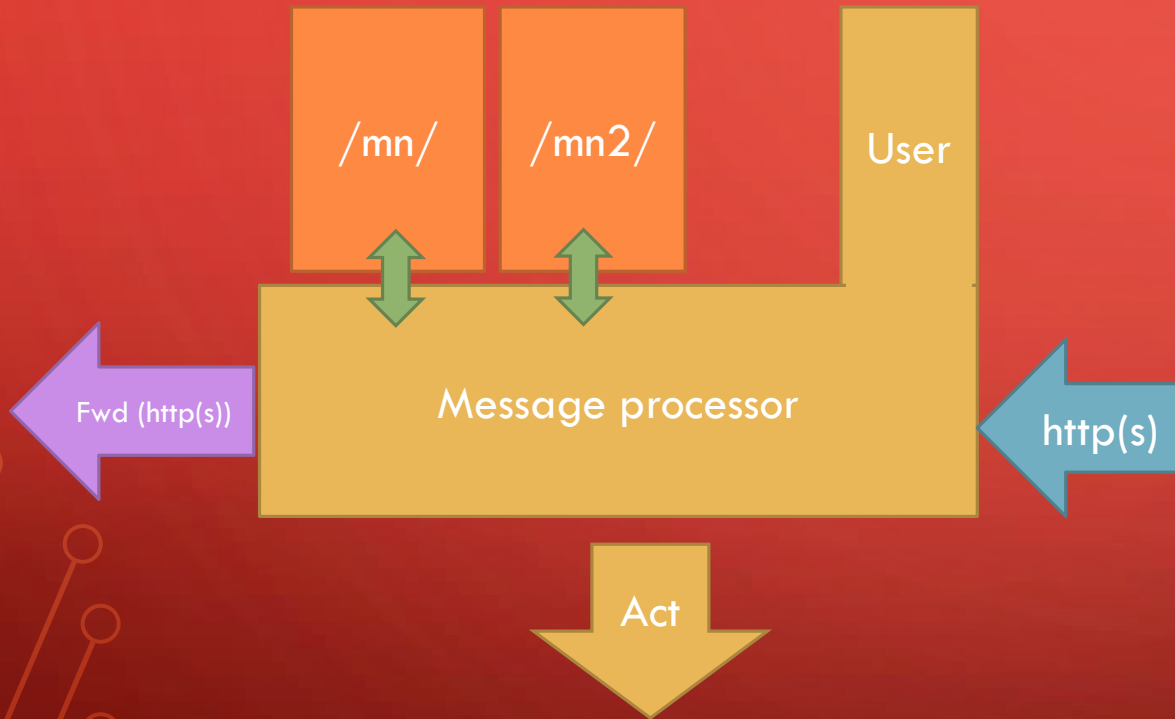 /mn/
/mn2/
User
Fwd (http(s))
Message processor
http(s)
Act